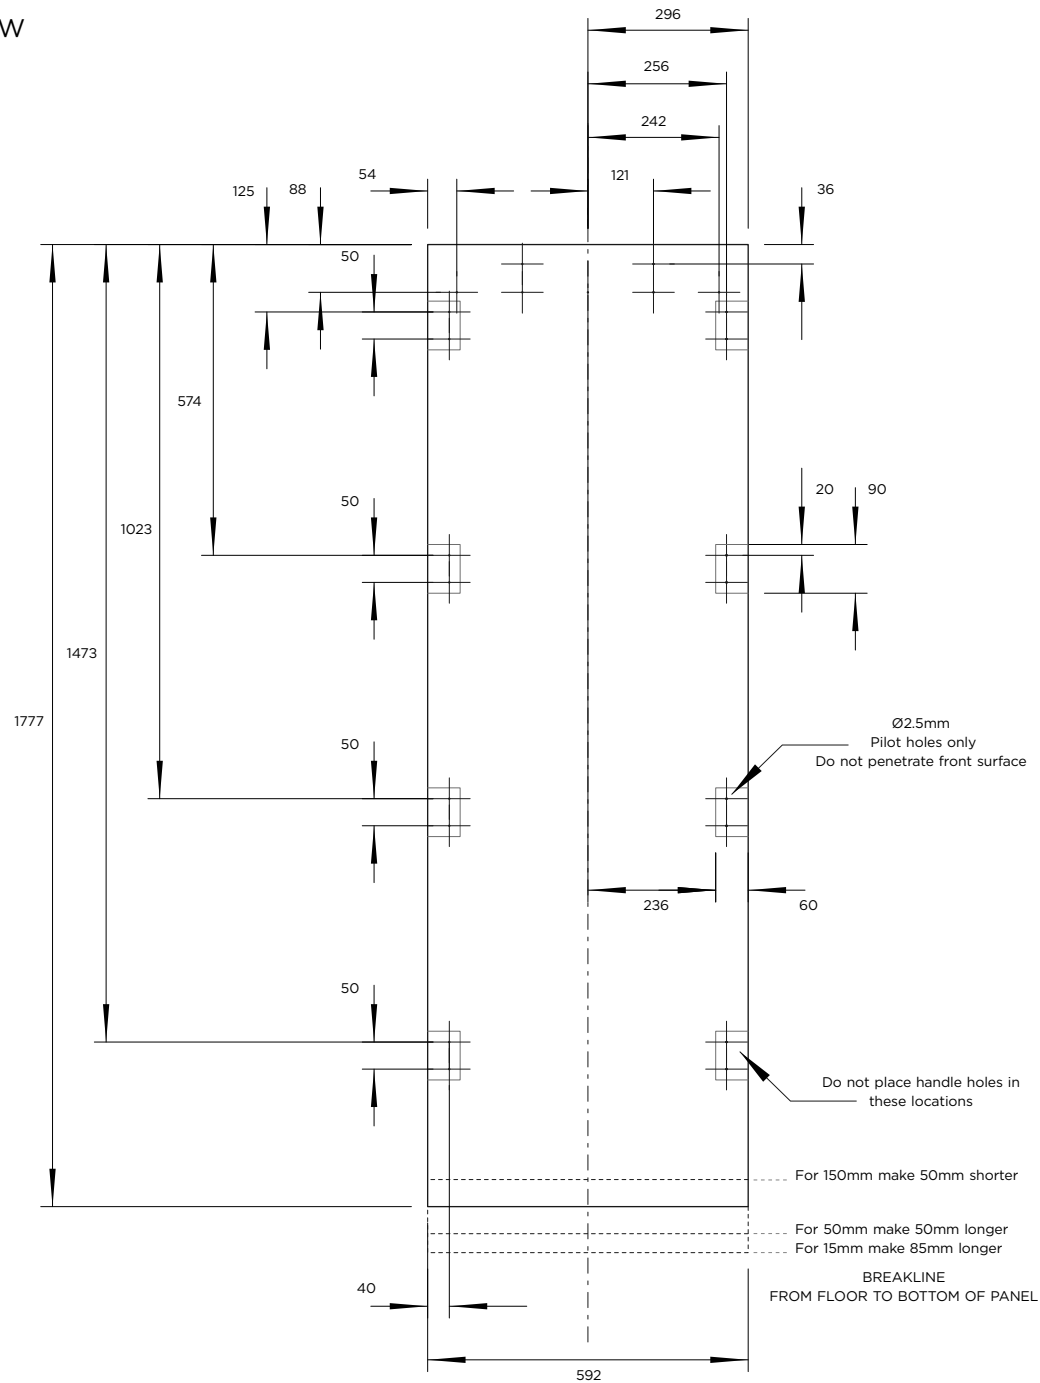 W
296
256
242
54
121
125
88
36
50
574
50
20
90
1023
1473
1777
50
Ø2.5mm
Pilot holes only
Do not penetrate front surface
236
60
50
Do not place handle holes in
these locations
For 150mm make 50mm shorter
For 50mm make 50mm longer
For 15mm make 85mm longer
BREAKLINE
FROM FLOOR TO BOTTOM OF PANEL
40
592